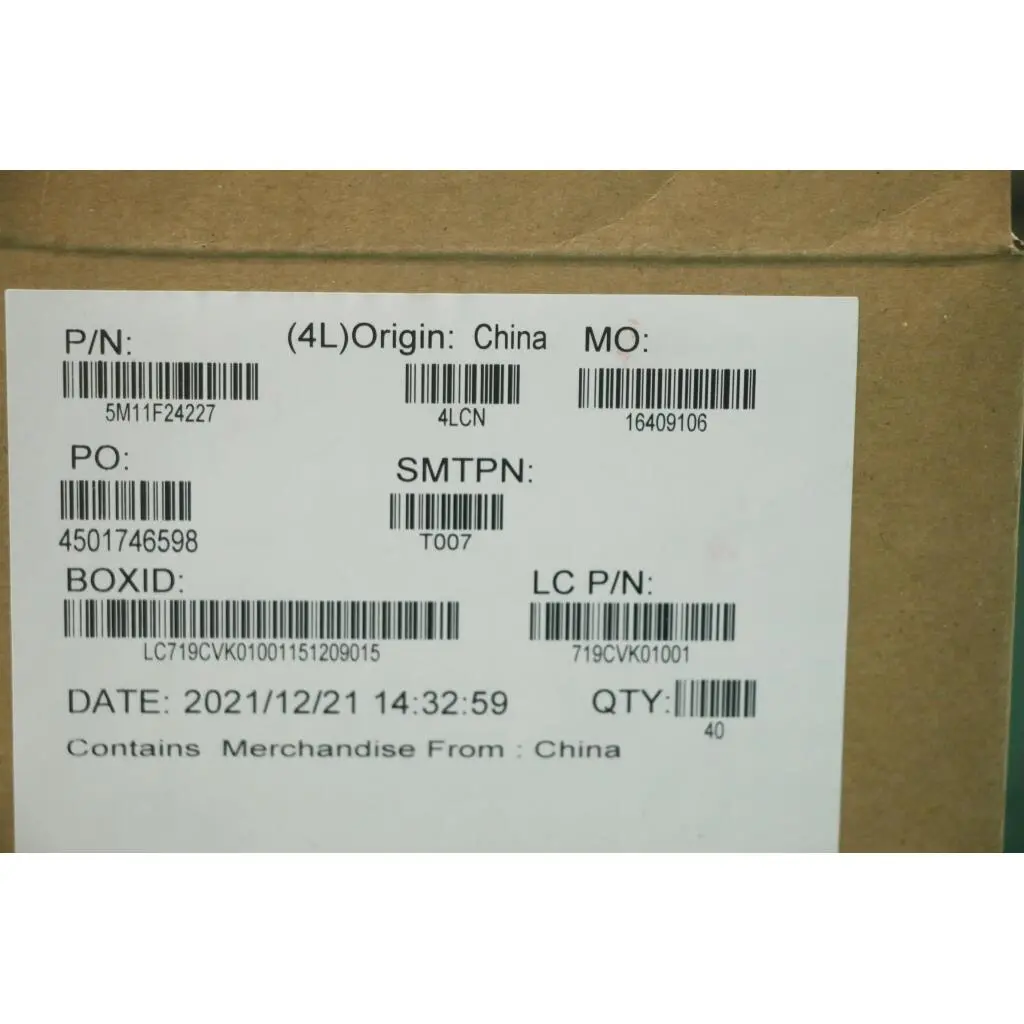 P/N: (4L)Origin: China MO:
5M11F24227 4LCN 16409106
PO: SMTPN:
4501746598 T007
BOXID: LC P/N:
LC719CVK01001151209015 719CVK01001
DATE: 2021/12/21 14:32:59 QTY:
40
Contains Merchandise From : China